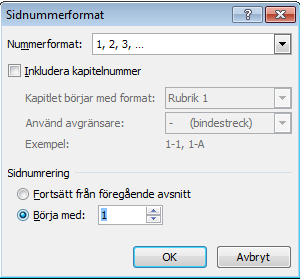 Sidnummerformat
Nummerformat: 1, 2, 3, ...
Inkludera kapitelnummer
Kapitlet börjar med format: Rubrik 1
Använd avgränsare: - (bindestreck)
Exempel: 1-1, 1-A
Sidnumrering
Fortsätt från föregående avsnitt
Börja med: 1
OK Avbryt